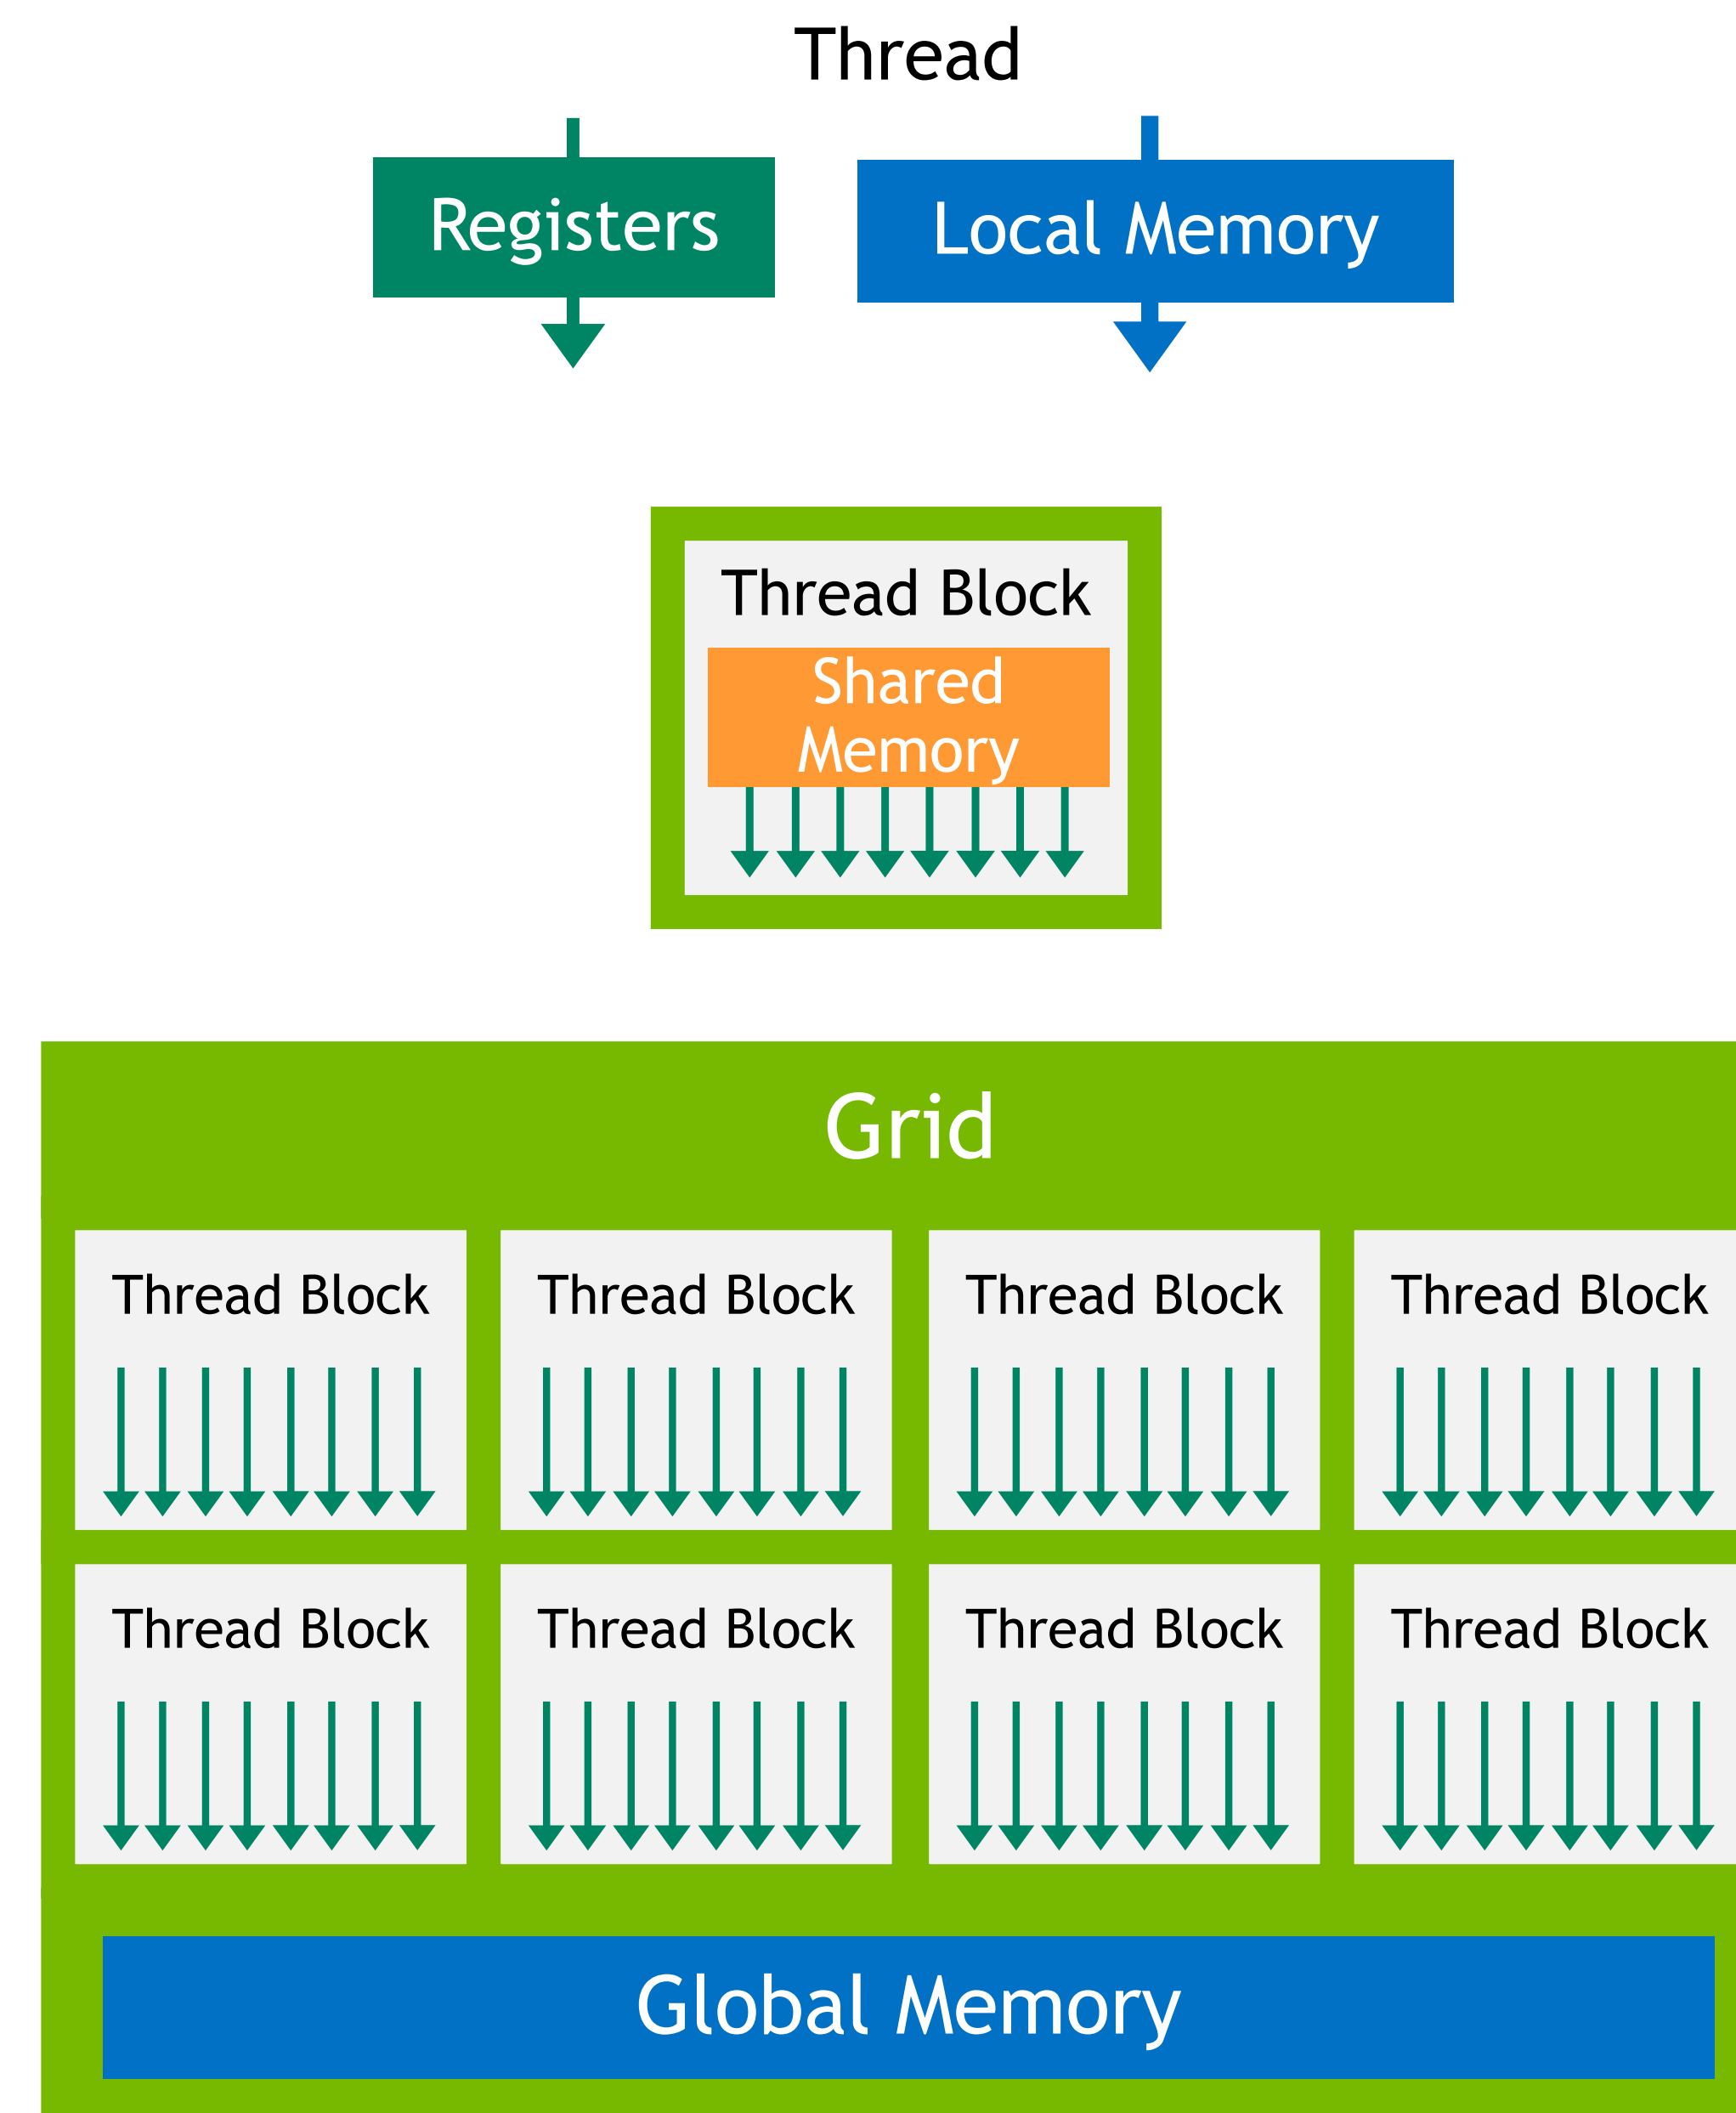 Thread
Registers
Local Memory
Thread Block
Shared
Memory
Grid
Thread Block
Thread Block
Thread Block
Thread Block
Thread Block
Thread Block
Thread Block
Thread Block
Global Memory